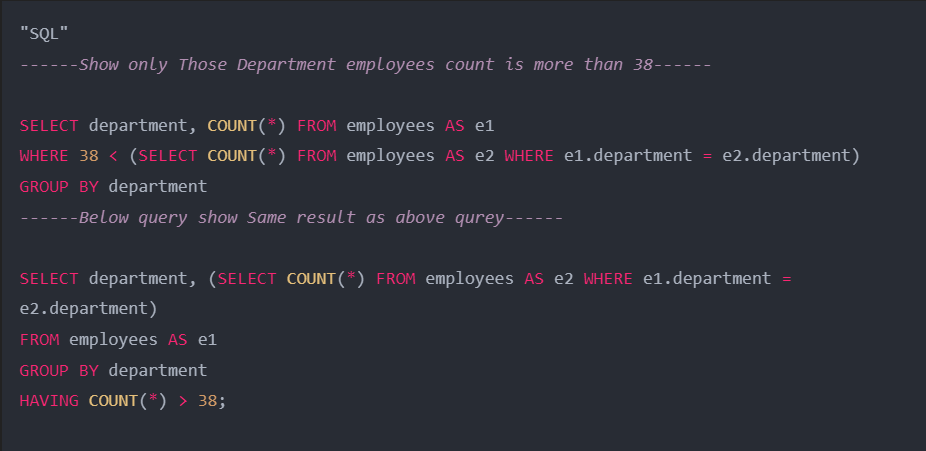 "SQL"
------Show only Those Department employees count is more than 38------
SELECT department, COUNT(*) FROM employees AS e1
WHERE 38 < (SELECT COUNT(*) FROM employees AS e2 WHERE e1.department = e2.department)
GROUP BY department
------Below query show Same result as above qurey------
SELECT department, (SELECT COUNT(*) FROM employees AS e2 WHERE e1.department =
e2.department)
FROM employees AS e1
GROUP BY department
HAVING COUNT(*) > 38;